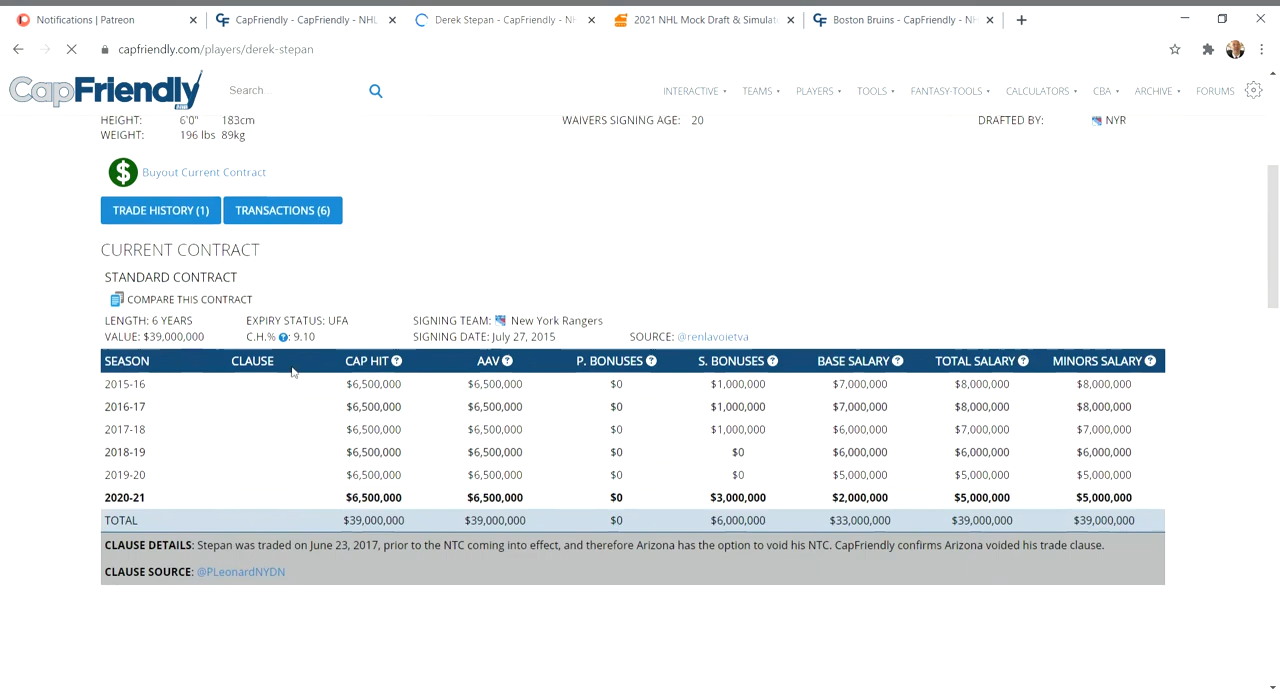 Notifications | Patreon
CapFriendly - CapFriendly - NHL
Derek Stepan - CapFriendly - NH
2021 NHL Mock Draft & Simulat
Boston Bruins - CapFriendly - NH
capfriendly.com/players/derek-stepan
CapFriendly
Search...
INTERACTIVE TEAMS PLAYERS TOOLS FANTASY-TOOLS CALCULATORS CBA ARCHIVE FORUMS
HEIGHT: 6'0" 183cm WAIVERS SIGNING AGE: 20 DRAFTED BY: NYR
WEIGHT: 196 lbs 89kg
$ Buyout Current Contract
TRADE HISTORY (1) TRANSACTIONS (6)
CURRENT CONTRACT
STANDARD CONTRACT
COMPARE THIS CONTRACT
LENGTH: 6 YEARS EXPIRY STATUS: UFA SIGNING TEAM: New York Rangers
VALUE: $39,000,000 C.H.% ?: 9.10 SIGNING DATE: July 27, 2015 SOURCE: @renlavoietva
SEASON CLAUSE CAP HIT ? AAV ? P. BONUSES ? S. BONUSES ? BASE SALARY ? TOTAL SALARY ? MINORS SALARY ?
2015-16 $6,500,000 $6,500,000 $0 $1,000,000 $7,000,000 $8,000,000 $8,000,000
2016-17 $6,500,000 $6,500,000 $0 $1,000,000 $7,000,000 $8,000,000 $8,000,000
2017-18 $6,500,000 $6,500,000 $0 $1,000,000 $6,000,000 $7,000,000 $7,000,000
2018-19 $6,500,000 $6,500,000 $0 $0 $6,000,000 $6,000,000 $6,000,000
2019-20 $6,500,000 $6,500,000 $0 $0 $5,000,000 $5,000,000 $5,000,000
2020-21 $6,500,000 $6,500,000 $0 $3,000,000 $2,000,000 $5,000,000 $5,000,000
TOTAL $39,000,000 $39,000,000 $0 $6,000,000 $33,000,000 $39,000,000 $39,000,000
CLAUSE DETAILS: Stepan was traded on June 23, 2017, prior to the NTC coming into effect, and therefore Arizona has the option to void his NTC. CapFriendly confirms Arizona voided his trade clause.
CLAUSE SOURCE: @PLeonardNYDN